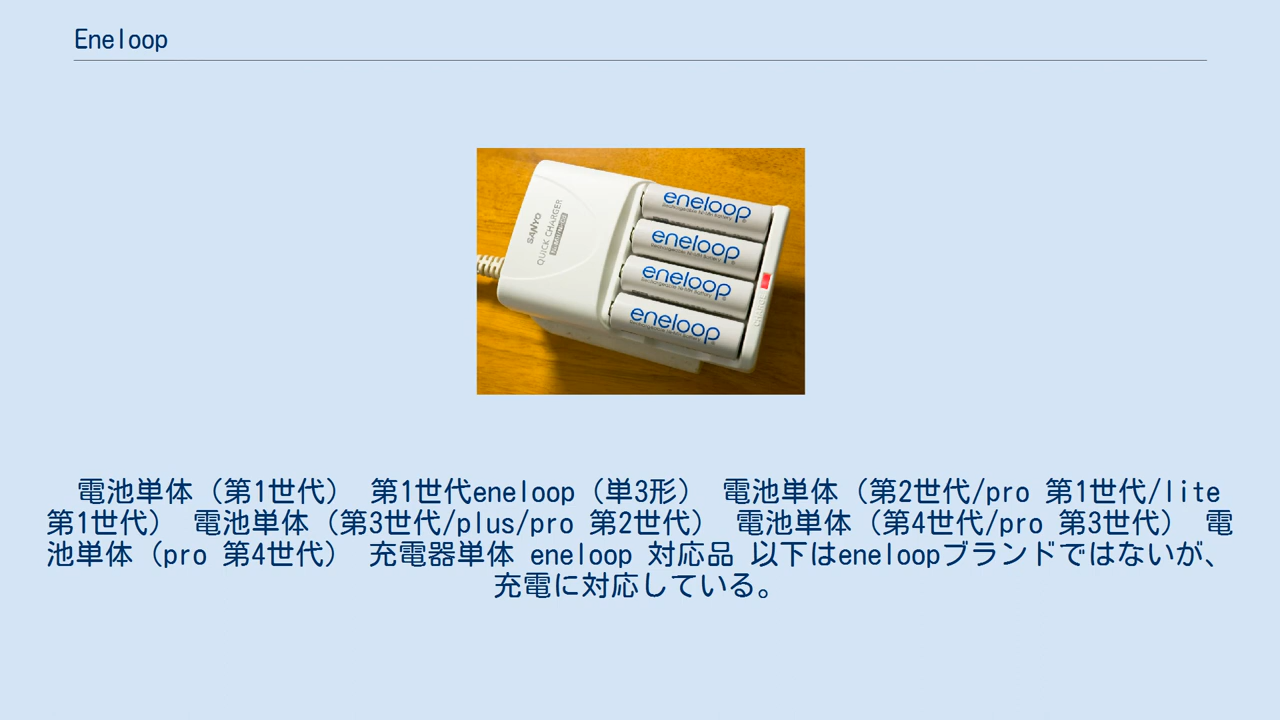 Eneloop
SANYO
QUICK CHARGER
eneloop
eneloop
eneloop
eneloop
電池単体（第1世代） 第1世代eneloop（単3形） 電池単体（第2世代/pro 第1世代/lite
第1世代） 電池単体（第3世代/plus/pro 第2世代） 電池単体（第4世代/pro 第3世代） 電
池単体（pro 第4世代） 充電器単体 eneloop 対応品 以下はeneloopブランドではないが、
充電に対応している。